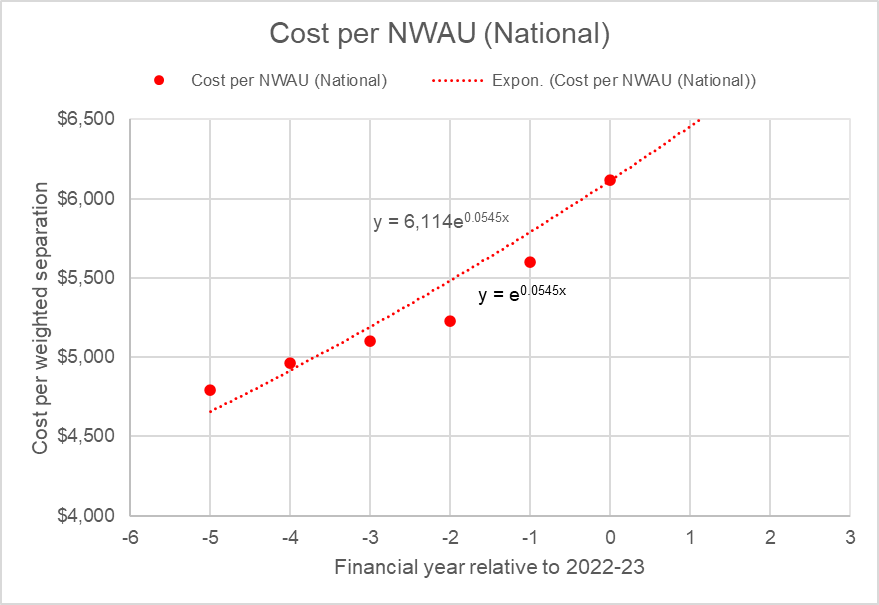 Cost per NWAU (National)
Cost per NWAU (National) Expon. (Cost per NWAU (National))
$6,500
$6,000
$5,500
$5,000
$4,500
$4,000
Cost per weighted separation
y = 6,114e^0.0545x
y = e^0.0545x
-6 -5 -4 -3 -2 -1 0 1 2 3
Financial year relative to 2022-23